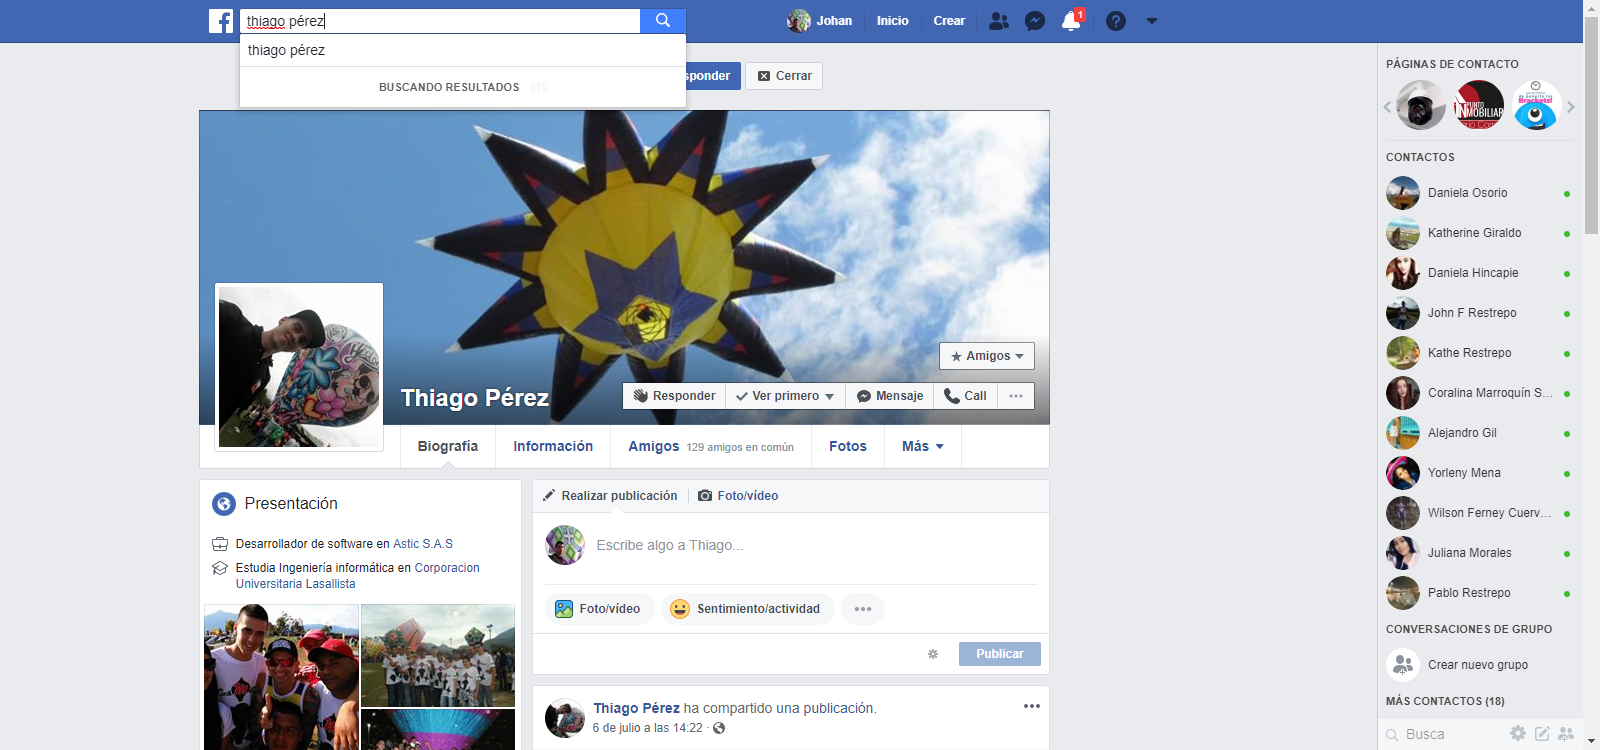 thiago pérez
Johan
Inicio
Crear
1
thiago pérez
BUSCANDO RESULTADOS
sponder
Cerrar
Thiago Pérez
Amigos
Responder
Ver primero
Mensaje
Call
Biografía
Información
Amigos 129 amigos en común
Fotos
Más
Presentación
Desarrollador de software en Astic S.A.S
Estudia Ingeniería informática en Corporacion
Universitaria Lasallista
Realizar publicación
Foto/vídeo
Escribe algo a Thiago...
Foto/vídeo
Sentimiento/actividad
Publicar
Thiago Pérez ha compartido una publicación.
6 de julio a las 14:22 ·
PÁGINAS DE CONTACTO
PUNTO
INMOBILIAR
Brackets!
CONTACTOS
Daniela Osorio
Katherine Giraldo
Daniela Hincapie
John F Restrepo
Kathe Restrepo
Coralina Marroquín S...
Alejandro Gil
Yorleny Mena
Wilson Ferney Cuerv...
Juliana Morales
Pablo Restrepo
CONVERSACIONES DE GRUPO
Crear nuevo grupo
MÁS CONTACTOS (18)
Busca